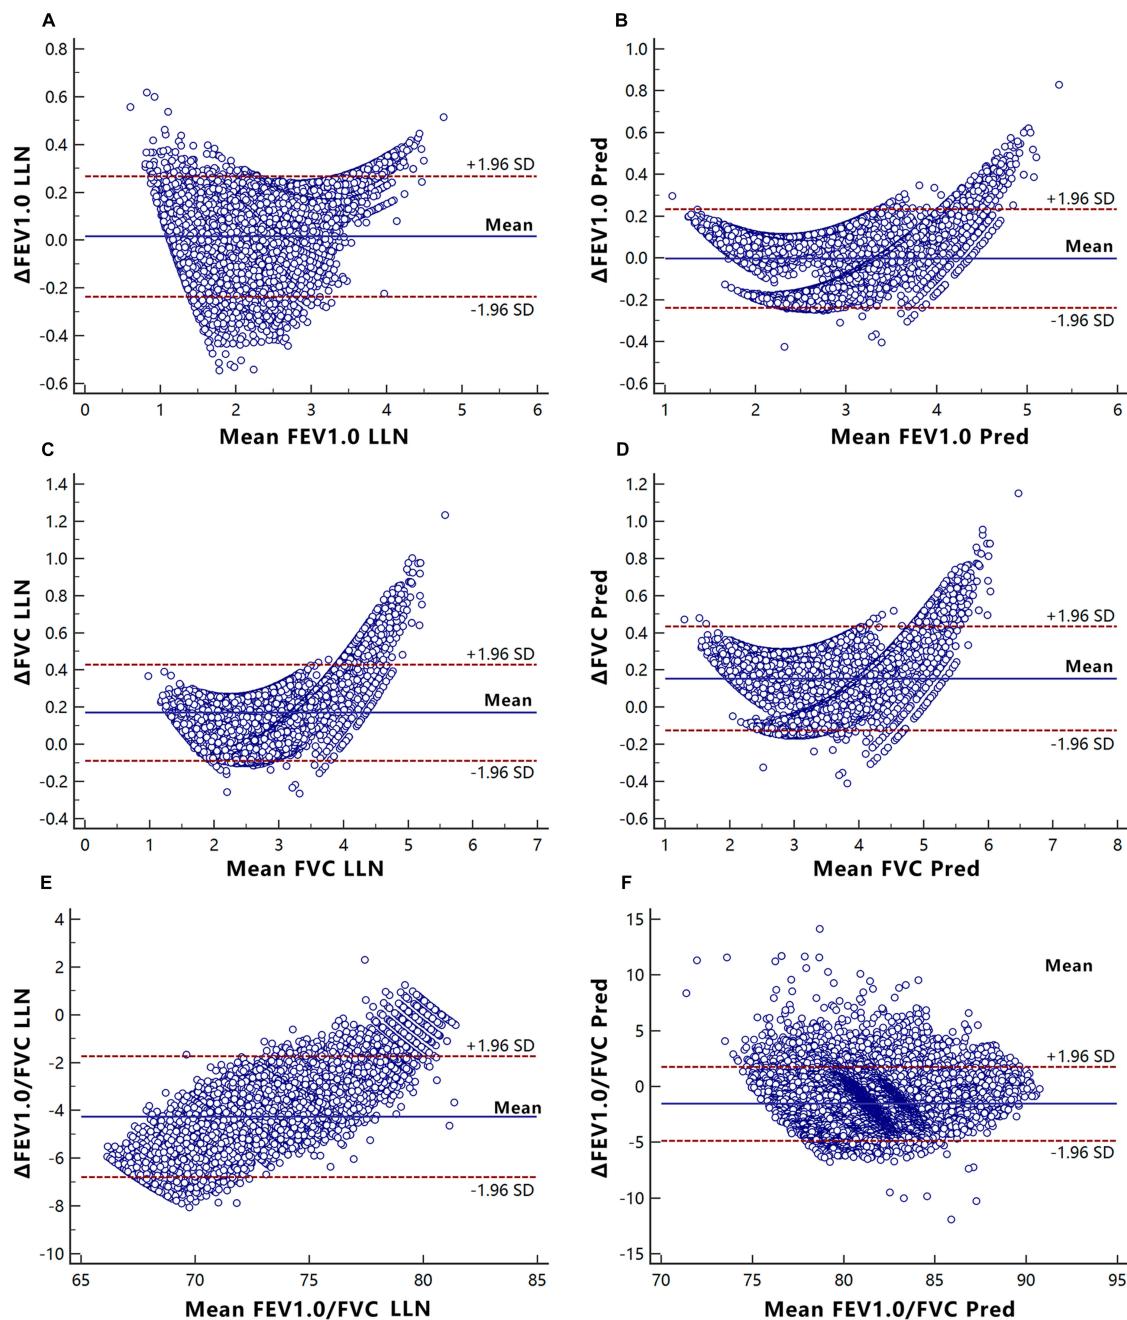 A
ΔFEV1.0 LLN
0.8
0.6
0.4
0.2
0.0
-0.2
-0.4
-0.6
+1.96 SD
Mean
-1.96 SD
0 1 2 3 4 5 6
Mean FEV1.0 LLN
B
ΔFEV1.0 Pred
1.0
0.8
0.6
0.4
0.2
0.0
-0.2
-0.4
-0.6
+1.96 SD
Mean
-1.96 SD
1 2 3 4 5 6
Mean FEV1.0 Pred
C
ΔFVC LLN
1.4
1.2
1.0
0.8
0.6
0.4
0.2
0.0
-0.2
-0.4
+1.96 SD
Mean
-1.96 SD
0 1 2 3 4 5 6 7
Mean FVC LLN
D
ΔFVC Pred
1.2
1.0
0.8
0.6
0.4
0.2
0.0
-0.2
-0.4
-0.6
+1.96 SD
Mean
-1.96 SD
1 2 3 4 5 6 7 8
Mean FVC Pred
E
ΔFEV1.0/FVC LLN
4
2
0
-2
-4
-6
-8
-10
+1.96 SD
Mean
-1.96 SD
65 70 75 80 85
Mean FEV1.0/FVC LLN
F
ΔFEV1.0/FVC Pred
15
10
5
0
-5
-10
-15
Mean
+1.96 SD
-1.96 SD
70 75 80 85 90 95
Mean FEV1.0/FVC Pred